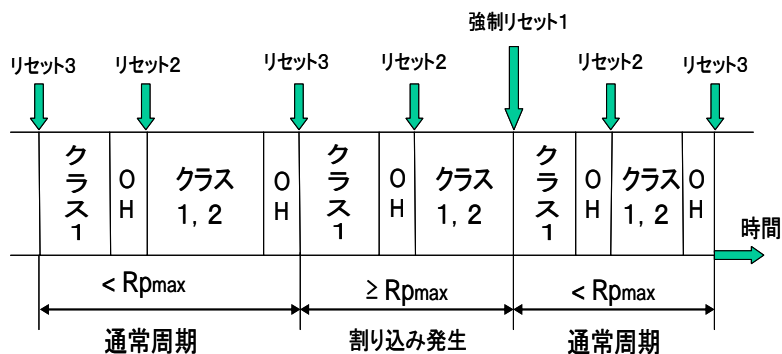 強制リセット1
リセット3
リセット2
リセット3
リセット2
リセット2
リセット3
クラス1
OH
クラス
1, 2
OH
クラス1
OH
クラス
1, 2
クラス1
OH
クラス
1, 2
OH
時間
< Rpmax
≧ Rpmax
< Rpmax
通常周期
割り込み発生
通常周期